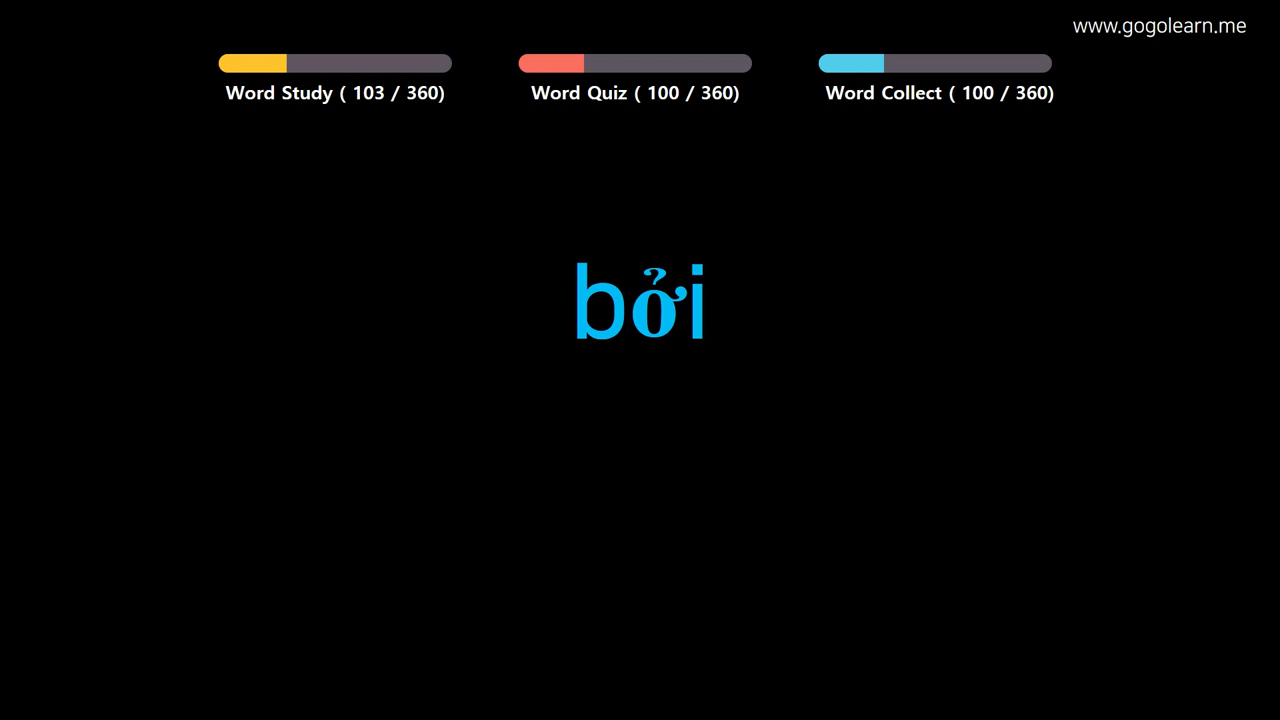 www.gogolearn.me
Word Study ( 103 / 360)
Word Quiz ( 100 / 360)
Word Collect ( 100 / 360)
bởi